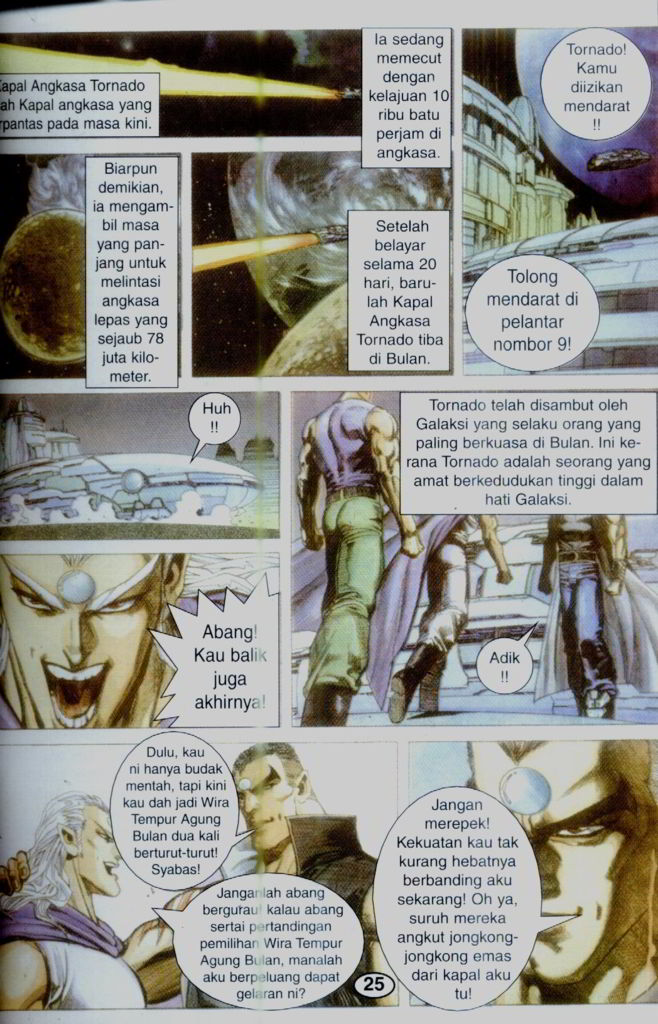 Kapal Angkasa Tornado
lah Kapal angkasa yang
rpantas pada masa kini.
Ia sedang
memecut
dengan
kelajuan 10
ribu batu
perjam di
angkasa.
Tornado!
Kamu
diizikan
mendarat
!!
Biarpun
demikian,
ia mengam-
bil masa
yang pan-
jang untuk
melintasi
angkasa
lepas yang
sejaub 78
juta kilo-
meter.
Setelah
belayar
selama 20
hari, baru-
lah Kapal
Angkasa
Tornado tiba
di Bulan.
Tolong
mendarat di
pelantar
nombor 9!
Huh
!!
Tornado telah disambut oleh
Galaksi yang selaku orang yang
paling berkuasa di Bulan. Ini ke-
rana Tornado adalah seorang yang
amat berkedudukan tinggi dalam
hati Galaksi.
Abang!
Kau balik
juga
akhirnya!
Adik
!!
Dulu, kau
ni hanya budak
mentah, tapi kini
kau dah jadi Wira
Tempur Agung
Bulan dua kali
berturut-turut!
Syabas!
Janganlah abang
bergurau! kalau abang
sertai pertandingan
pemilihan Wira Tempur
Agung Bulan, manalah
aku berpeluang dapat
gelaran ni?
Jangan
merepek!
Kekuatan kau tak
kurang hebatnya
berbanding aku
sekarang! Oh ya,
suruh mereka
angkut jongkong-
jongkong emas
dari kapal aku
tu!
25